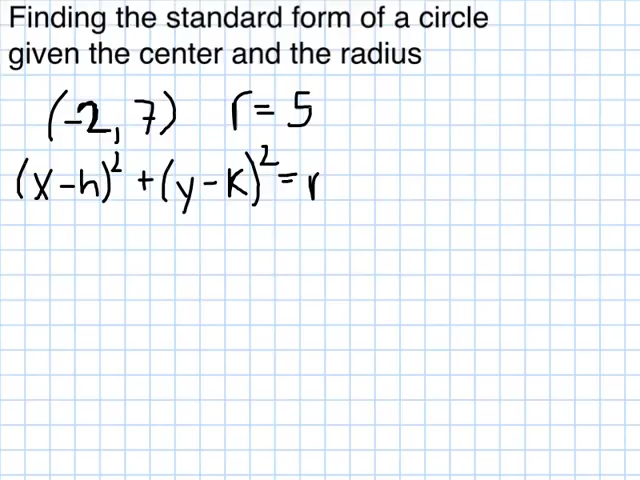 Finding the standard form of a circle
given the center and the radius
(-2, 7) r = 5
(x-h)² + (y-k)² = r